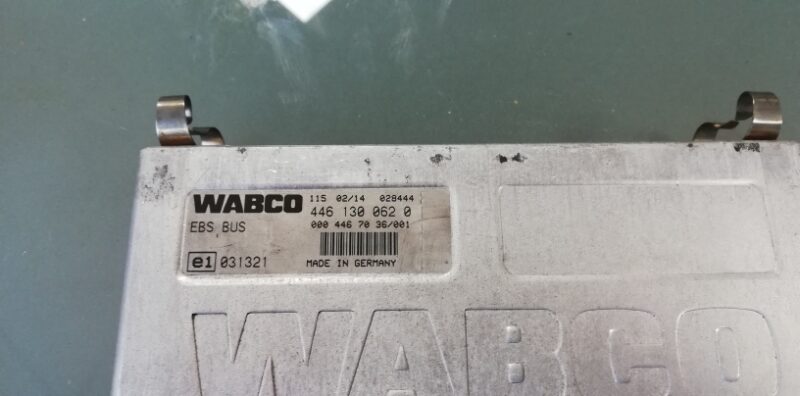 WABCO
115 02/14 028444
446 130 062 0
EBS BUS
000 446 70 36/001
e1 031321
MADE IN GERMANY
WABCO